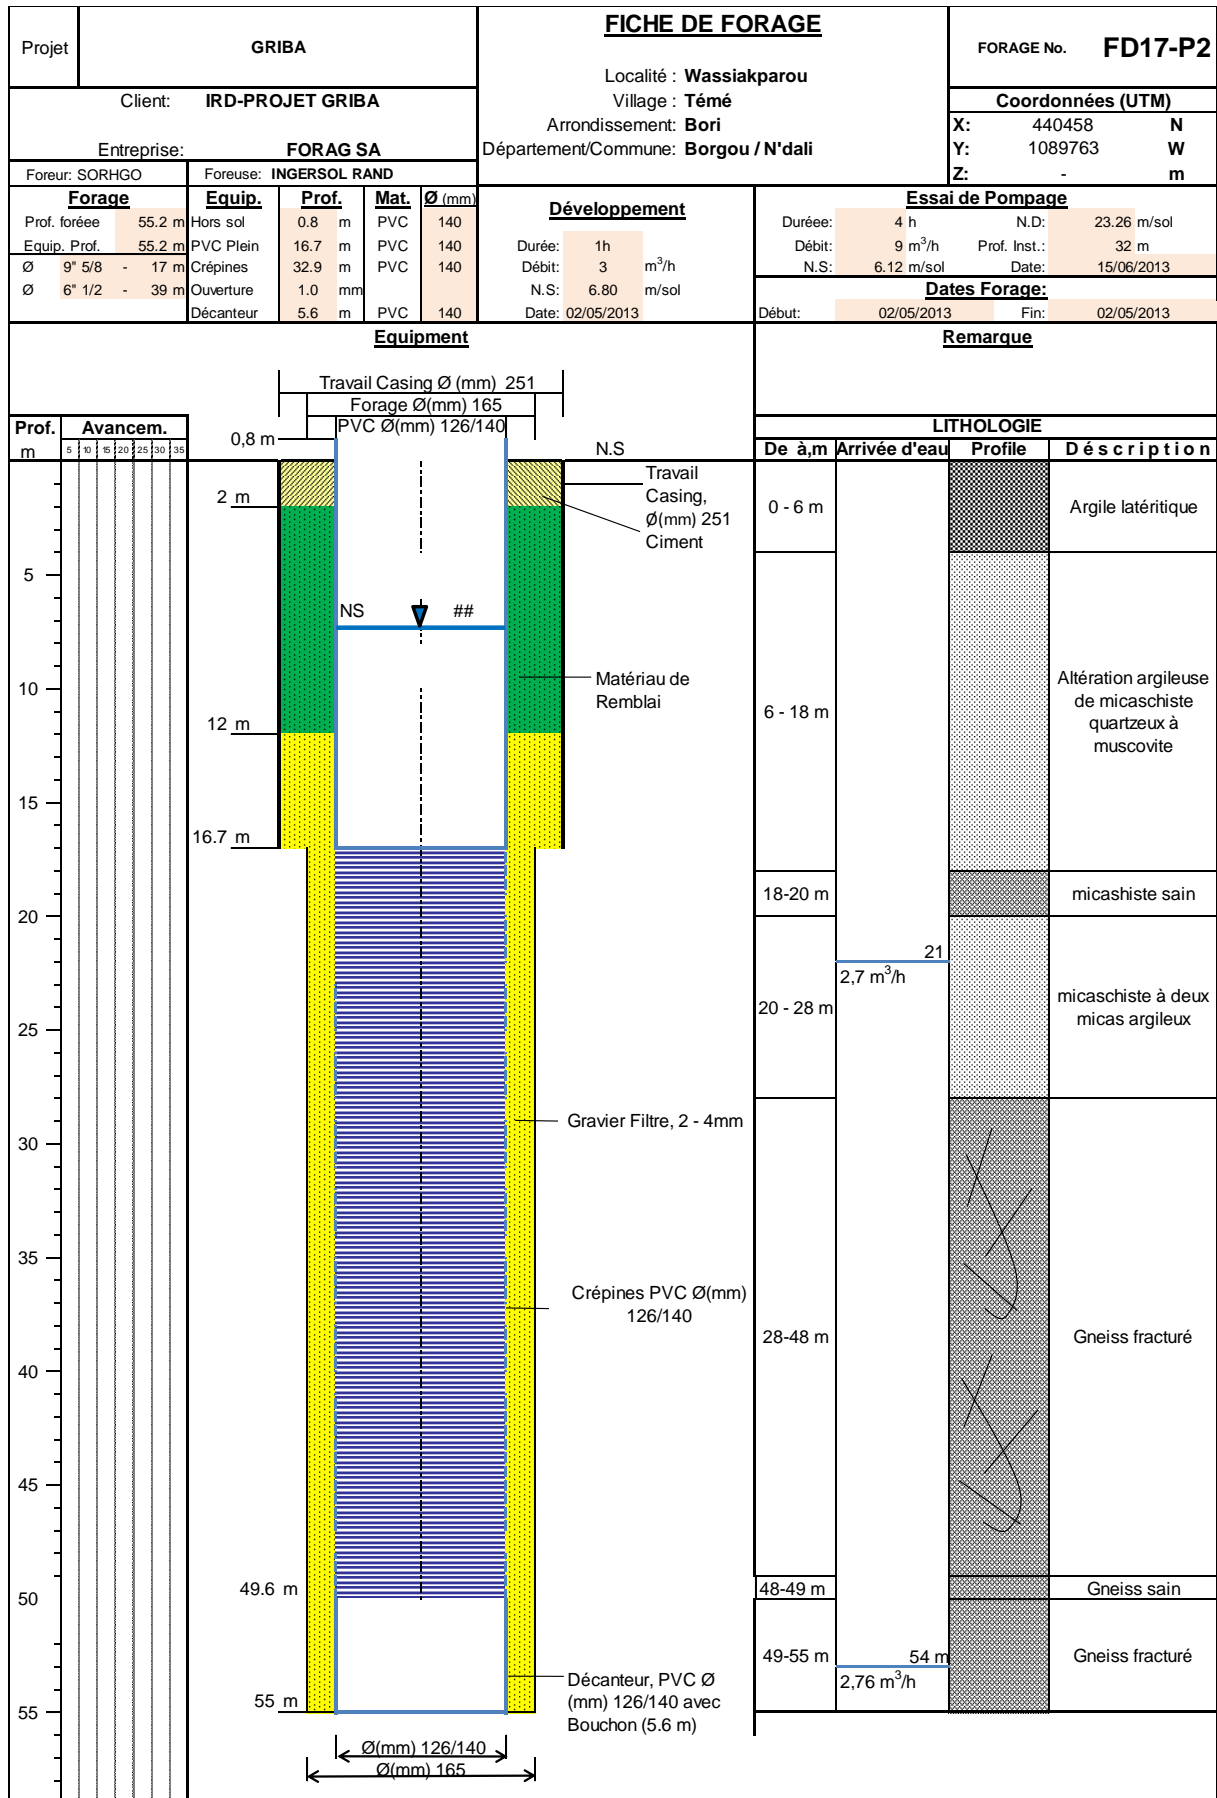 Projet
GRIBA
FICHE DE FORAGE
FORAGE No. FD17-P2
Localité : Wassiakparou
Client: IRD-PROJET GRIBA
Village : Témé
Coordonnées (UTM)
Arrondissement: Bori
X: 440458 N
Entreprise: FORAG SA
Département/Commune: Borgou / N'dali
Y: 1089763 W
Foreur: SORHGO
Foreuse: INGERSOL RAND
Z: - m
Forage
Equip. Prof. Mat. Ø (mm)
Développement
Essai de Pompage
Prof. foréee 55.2 m
Hors sol 0.8 m PVC 140
Duréee: 4 h N.D: 23.26 m/sol
Equip. Prof. 55.2 m
PVC Plein 16.7 m PVC 140
Durée: 1h
Débit: 9 m³/h Prof. Inst.: 32 m
Ø 9" 5/8 - 17 m
Crépines 32.9 m PVC 140
Débit: 3 m³/h
N.S: 6.12 m/sol Date: 15/06/2013
Ø 6" 1/2 - 39 m
Ouverture 1.0 mm
N.S: 6.80 m/sol
Dates Forage:
Décanteur 5.6 m PVC 140
Date: 02/05/2013
Début: 02/05/2013 Fin: 02/05/2013
Equipment
Remarque
Travail Casing Ø (mm) 251
Forage Ø(mm) 165
PVC Ø(mm) 126/140
Prof. Avancem.
m 5 10 15 20 25 30 35
0,8 m
N.S
LITHOLOGIE
De à,m Arrivée d'eau Profile Déscription
Travail
Casing,
Ø(mm) 251
Ciment
2 m
0 - 6 m
Argile latéritique
5
NS ##
Matériau de
Remblai
10
12 m
6 - 18 m
Altération argileuse
de micaschiste
quartzeux à
muscovite
15
16.7 m
18-20 m
micashiste sain
20
21
2,7 m³/h
20 - 28 m
micaschiste à deux
micas argileux
25
Gravier Filtre, 2 - 4mm
30
35
Crépines PVC Ø(mm)
126/140
28-48 m
Gneiss fracturé
40
45
49.6 m
48-49 m
Gneiss sain
50
49-55 m
54 m
2,76 m³/h
Gneiss fracturé
Décanteur, PVC Ø
(mm) 126/140 avec
Bouchon (5.6 m)
55 m
55
Ø(mm) 126/140
Ø(mm) 165